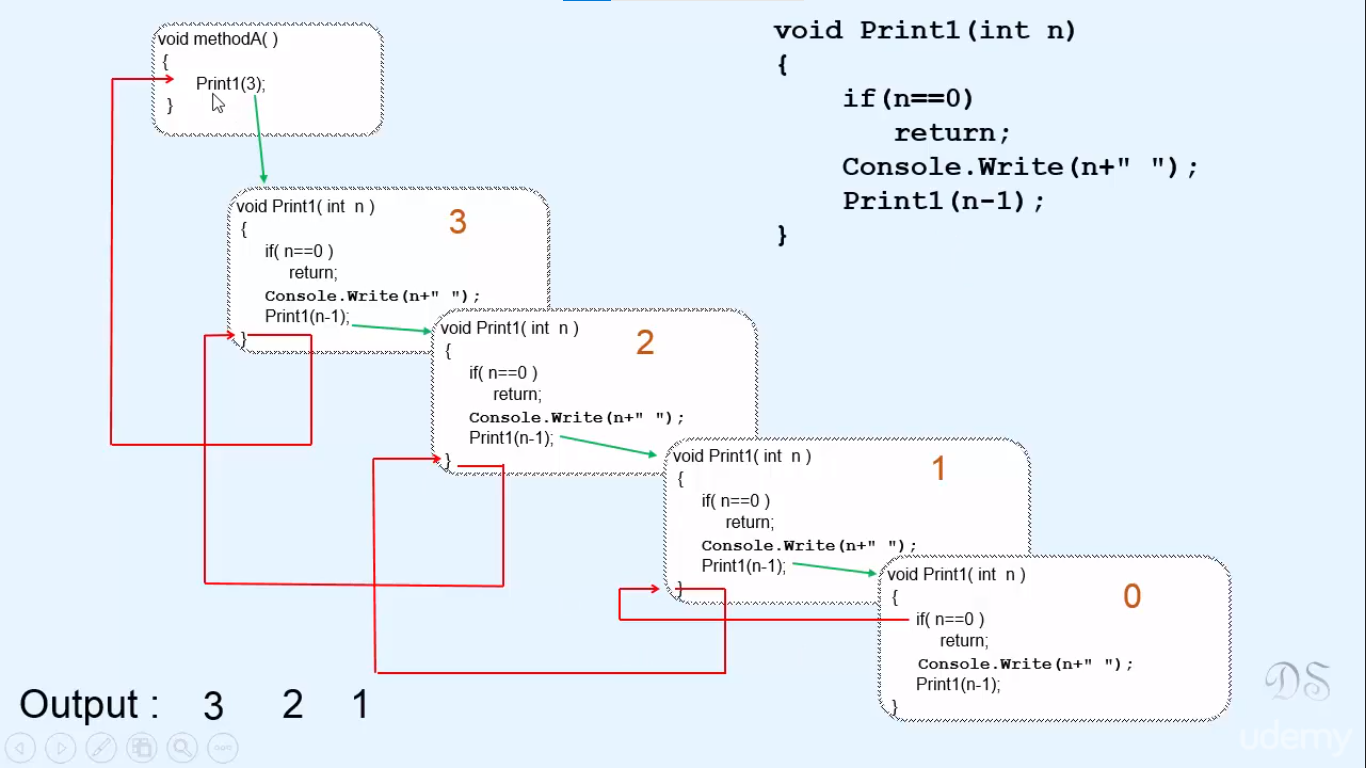 void methodA( )
{
Print1(3);
}
void Print1(int n)
{
if(n==0)
return;
Console.Write(n+" ");
Print1(n-1);
}
void Print1( int n )
3
{
if( n==0 )
return;
Console.Write(n+" ");
Print1(n-1);
}
void Print1( int n )
2
{
if( n==0 )
return;
Console.Write(n+" ");
Print1(n-1);
}
void Print1( int n )
1
{
if( n==0 )
return;
Console.Write(n+" ");
Print1(n-1);
}
void Print1( int n )
0
{
if( n==0 )
return;
Console.Write(n+" ");
Print1(n-1);
}
Output : 3 2 1
DS
udemy